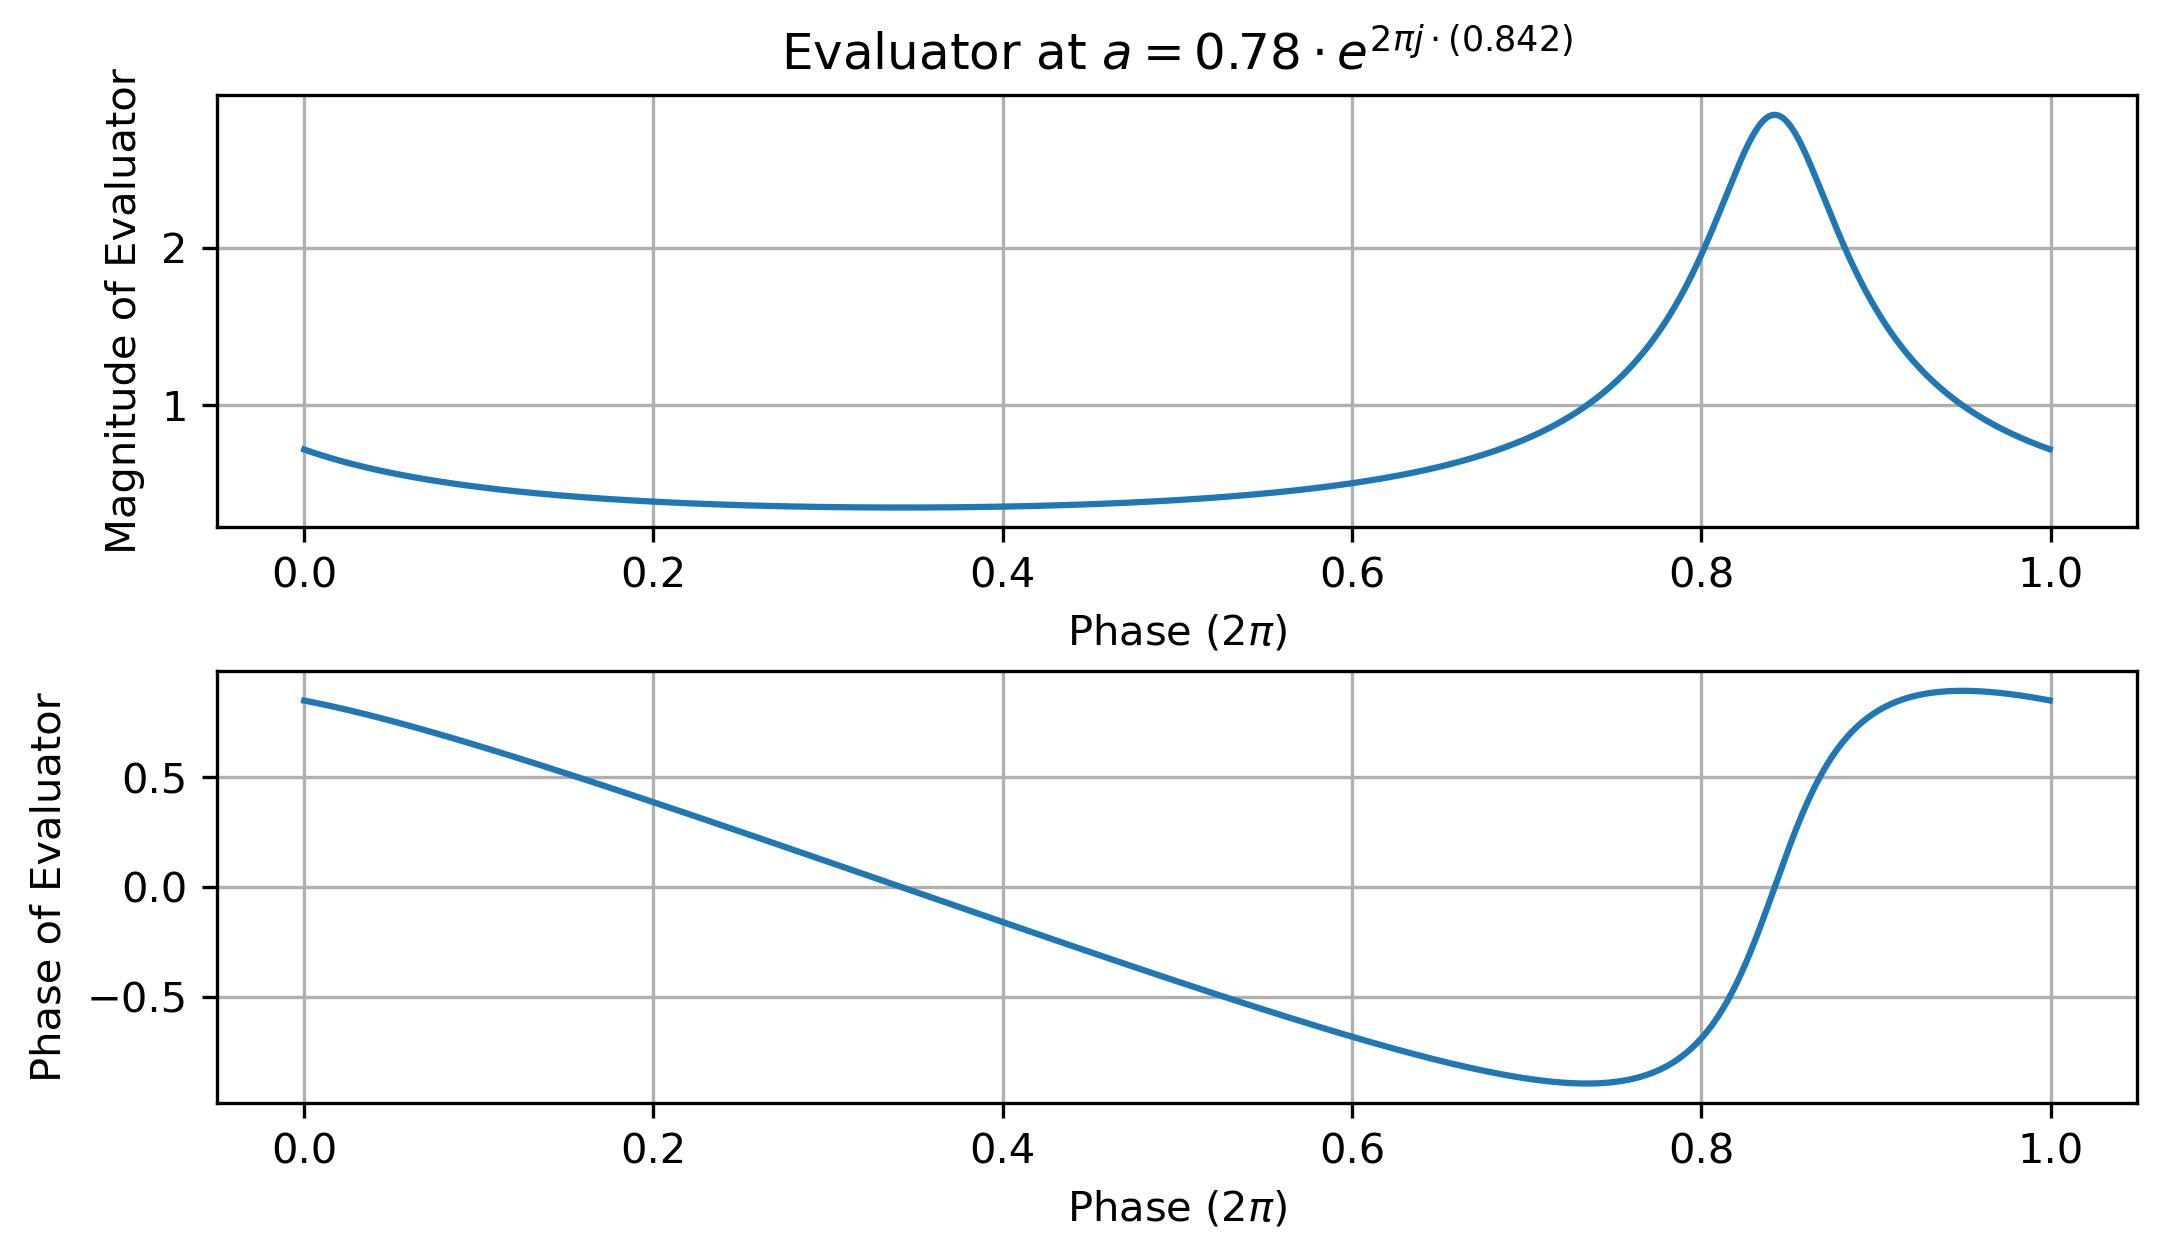 Evaluator at a = 0.78 · e^{2πj · (0.842)}
Magnitude of Evaluator
2
1
0.0 0.2 0.4 0.6 0.8 1.0
Phase (2π)
Phase of Evaluator
0.5
0.0
−0.5
0.0 0.2 0.4 0.6 0.8 1.0
Phase (2π)